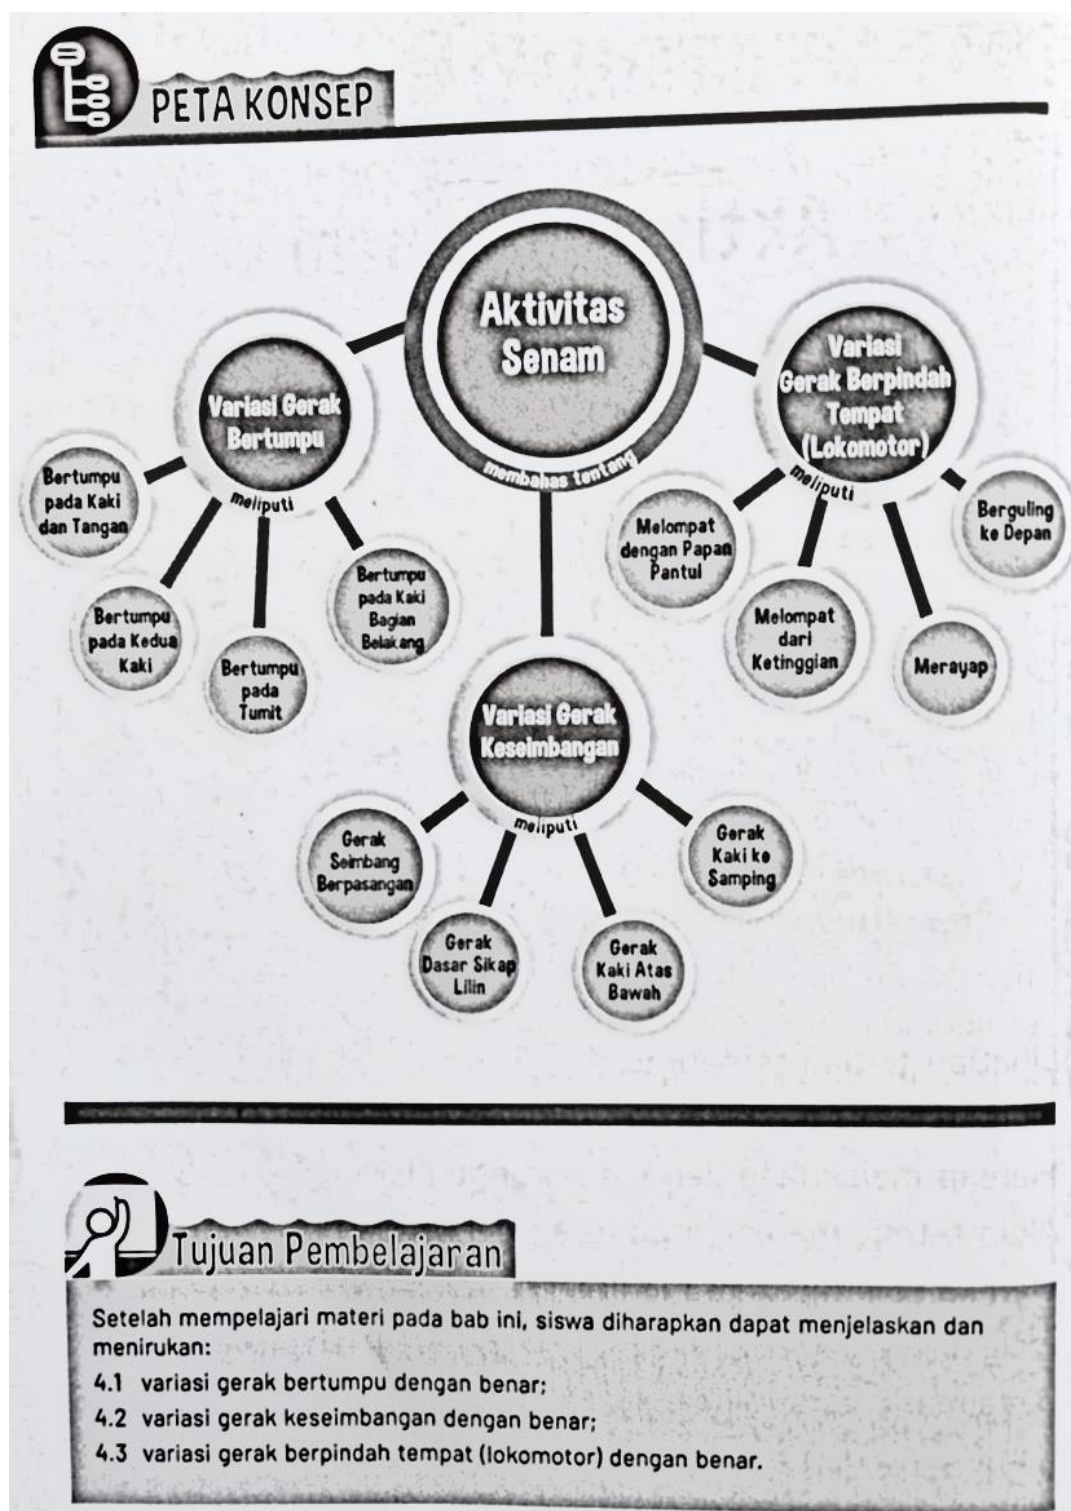 PETA KONSEP
Aktivitas
Senam
membahas tentang
Variasi Gerak
Bertumpu
meliputi
Bertumpu
pada Kaki
dan Tangan
Bertumpu
pada Kedua
Kaki
Bertumpu
pada
Tumit
Bertumpu
pada Kaki
Bagian
Belakang
Variasi
Gerak Berpindah
Tempat
(Lokomotor)
meliputi
Melompat
dengan Papan
Pantul
Melompat
dari
Ketinggian
Merayap
Berguling
ke Depan
Variasi Gerak
Keseimbangan
meliputi
Gerak
Seimbang
Berpasangan
Gerak
Dasar Sikap
Lilin
Gerak
Kaki Atas
Bawah
Gerak
Kaki ke
Samping
Tujuan Pembelajaran
Setelah mempelajari materi pada bab ini, siswa diharapkan dapat menjelaskan dan
menirukan:
4.1 variasi gerak bertumpu dengan benar;
4.2 variasi gerak keseimbangan dengan benar;
4.3 variasi gerak berpindah tempat (lokomotor) dengan benar.